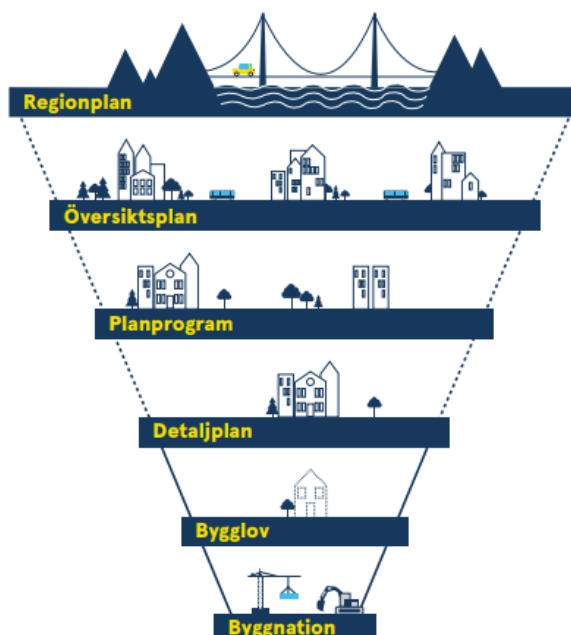 Regionplan
Översiktsplan
Planprogram
Detaljplan
Bygglov
Byggnation